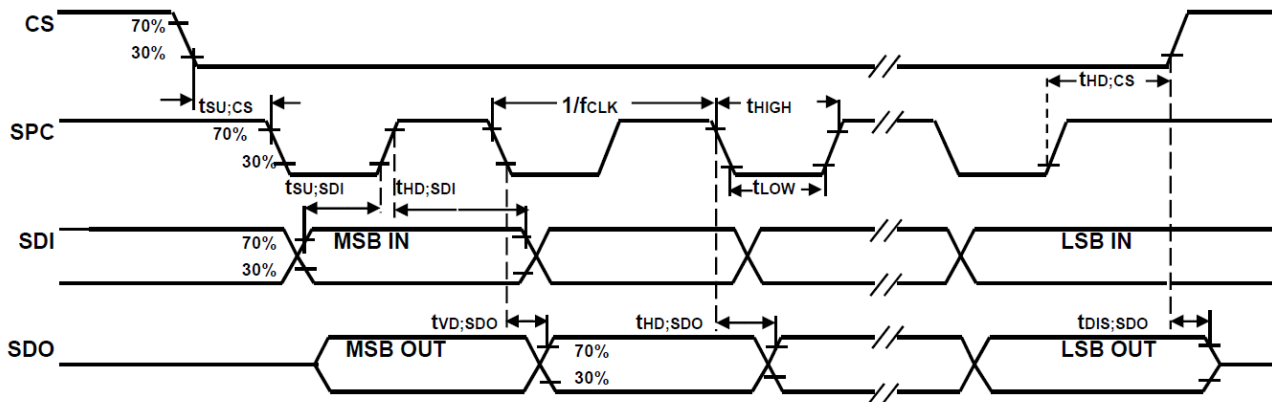 CS
70%
30%
tSU;CS
1/fCLK
tHIGH
tHD;CS
SPC
70%
30%
tSU;SDI
tHD;SDI
tLOW
SDI
70%
30%
MSB IN
LSB IN
tVD;SDO
tHD;SDO
tDIS;SDO
SDO
MSB OUT
70%
30%
LSB OUT